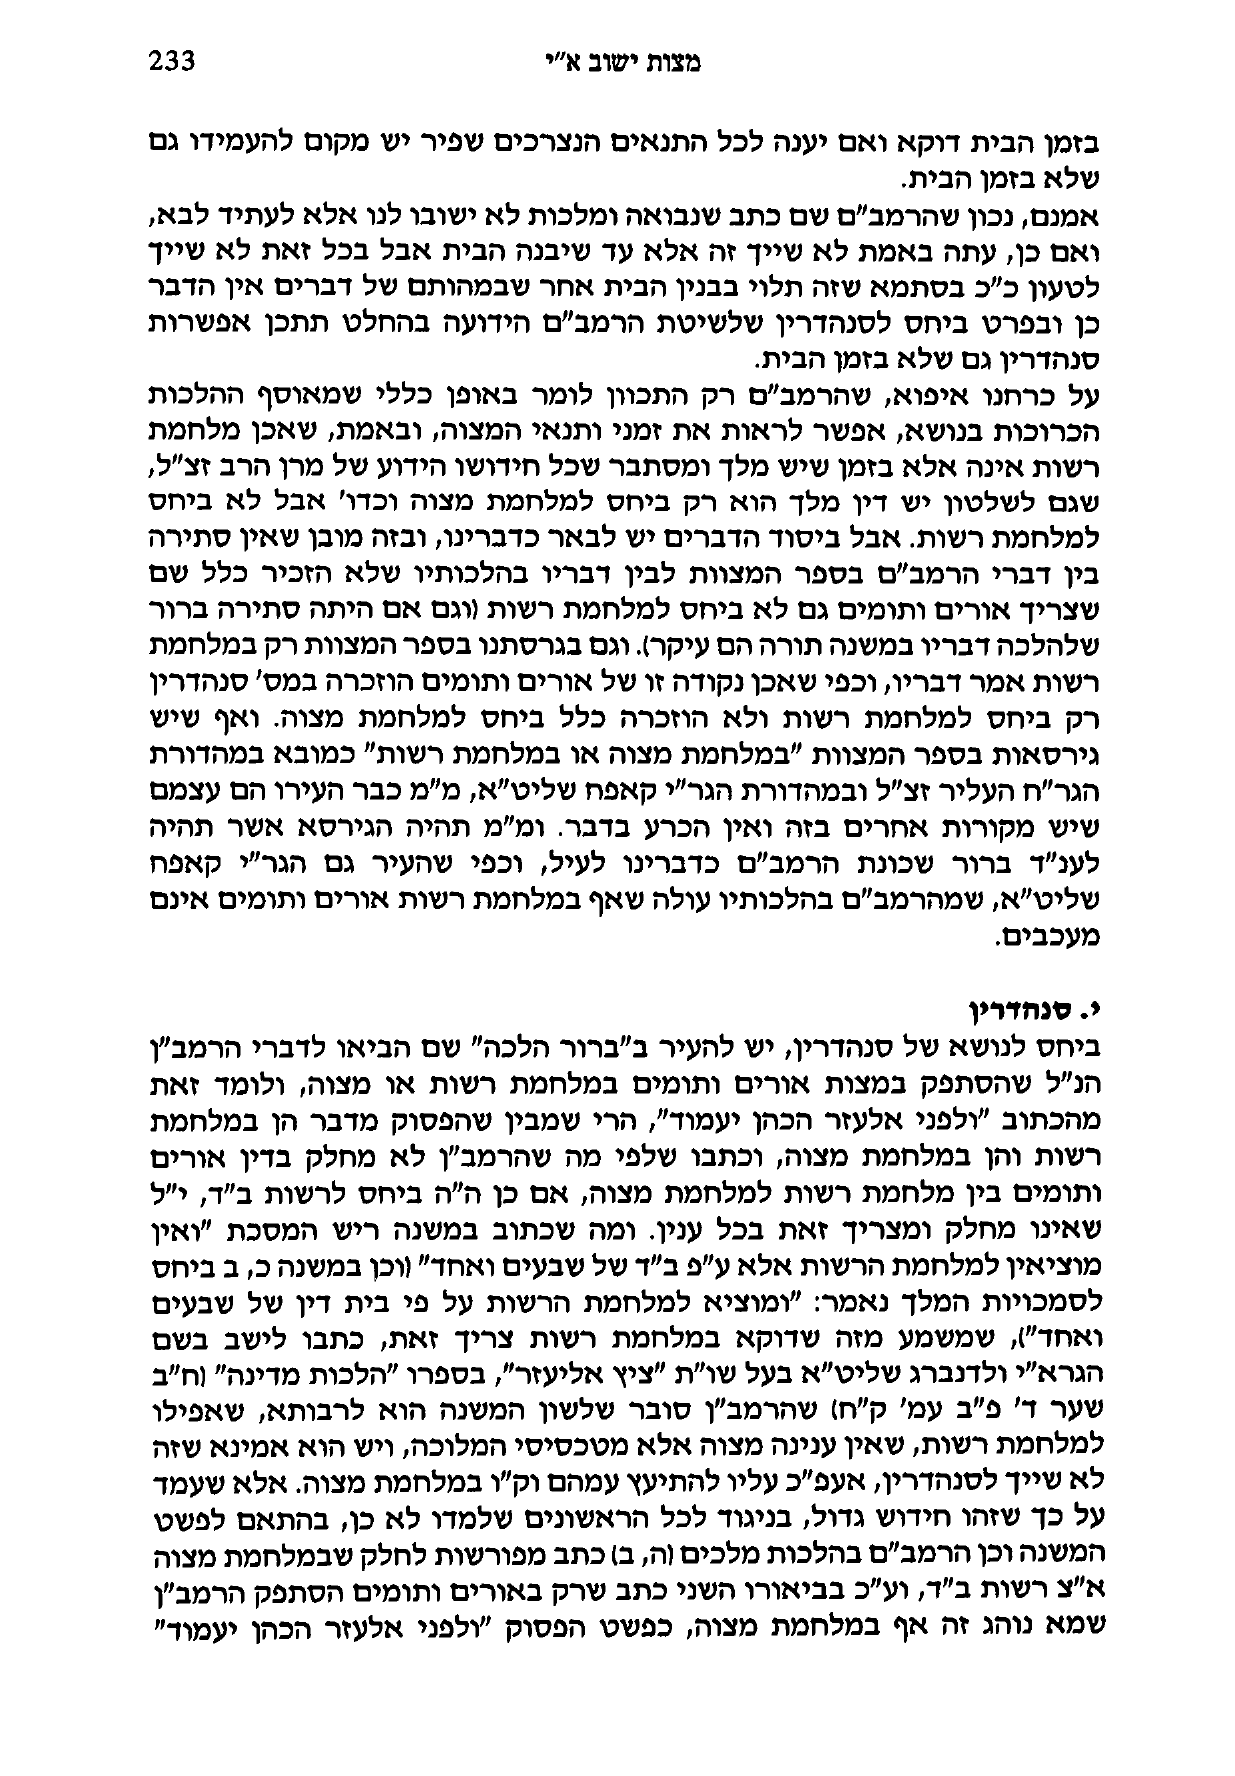 מצות ישוב א"י
233
בזמן הבית דוקא ואם יענה לכל התנאים הנצרכים שפיר יש מקום להעמידו גם
שלא בזמן הבית.
אמנם, נכון שהרמב"ם שם כתב שנבואה ומלכות לא ישובו לנו אלא לעתיד לבא,
ואם כן, עתה באמת לא שייך זה אלא עד שיבנה הבית אבל בכל זאת לא שייך
לטעון כ"כ בסתמא שזה תלוי בבנין הבית אחר שבמהותם של דברים אין הדבר
כן ובפרט ביחס לסנהדרין שלשיטת הרמב"ם הידועה בהחלט תתכן אפשרות
סנהדרין גם שלא בזמן הבית.
על כרחנו איפוא, שהרמב"ם רק התכוון לומר באופן כללי שמאוסף ההלכות
הכרוכות בנושא, אפשר לראות את זמני ותנאי המצוה, ובאמת, שאכן מלחמת
רשות אינה אלא בזמן שיש מלך ומסתבר שכל חידושו הידוע של מרן הרב זצ"ל,
שגם לשלטון יש דין מלך הוא רק ביחס למלחמת מצוה וכדו' אבל לא ביחס
למלחמת רשות. אבל ביסוד הדברים יש לבאר כדברינו, ובזה מובן שאין סתירה
בין דברי הרמב"ם בספר המצוות לבין דבריו בהלכותיו שלא הזכיר כלל שם
שצריך אורים ותומים גם לא ביחס למלחמת רשות (וגם אם היתה סתירה ברור
שלהלכה דבריו במשנה תורה הם עיקר). וגם בגרסתנו בספר המצוות רק במלחמת
רשות אמר דבריו, וכפי שאכן נקודה זו של אורים ותומים הוזכרה במס' סנהדרין
רק ביחס למלחמת רשות ולא הוזכרה כלל ביחס למלחמת מצוה. ואף שיש
גירסאות בספר המצוות "במלחמת מצוה או במלחמת רשות" כמובא במהדורת
הגר"ח העליר זצ"ל ובמהדורת הגר"י קאפח שליט"א, מ"מ כבר העירו הם עצמם
שיש מקורות אחרים בזה ואין הכרע בדבר. ומ"מ תהיה הגירסא אשר תהיה
לענ"ד ברור שכונת הרמב"ם כדברינו לעיל, וכפי שהעיר גם הגר"י קאפח
שליט"א, שמהרמב"ם בהלכותיו עולה שאף במלחמת רשות אורים ותומים אינם
מעכבים.
י. סנהדרין
ביחס לנושא של סנהדרין, יש להעיר ב"ברור הלכה" שם הביאו לדברי הרמב"ן
הנ"ל שהסתפק במצות אורים ותומים במלחמת רשות או מצוה, ולומד זאת
מהכתוב "ולפני אלעזר הכהן יעמוד", הרי שמבין שהפסוק מדבר הן במלחמת
רשות והן במלחמת מצוה, וכתבו שלפי מה שהרמב"ן לא מחלק בדין אורים
ותומים בין מלחמת רשות למלחמת מצוה, אם כן ה"ה ביחס לרשות ב"ד, י"ל
שאינו מחלק ומצריך זאת בכל ענין. ומה שכתוב במשנה ריש המסכת "ואין
מוציאין למלחמת הרשות אלא ע"פ ב"ד של שבעים ואחד" (וכן במשנה כ, ב ביחס
לסמכויות המלך נאמר: "ומוציא למלחמת הרשות על פי בית דין של שבעים
ואחד"), שמשמע מזה שדוקא במלחמת רשות צריך זאת, כתבו לישב בשם
הגרא"י ולדנברג שליט"א בעל שו"ת "ציץ אליעזר", בספרו "הלכות מדינה" (ח"ב
שער ד' פ"ב עמ' ק"ח) שהרמב"ן סובר שלשון המשנה הוא לרבותא, שאפילו
למלחמת רשות, שאין ענינה מצוה אלא מטכסיסי המלוכה, ויש הוא אמינא שזה
לא שייך לסנהדרין, אעפ"כ עליו להתיעץ עמהם וק"ו במלחמת מצוה. אלא שעמד
על כך שזהו חידוש גדול, בניגוד לכל הראשונים שלמדו לא כן, בהתאם לפשט
המשנה וכן הרמב"ם בהלכות מלכים (ה, ב) כתב מפורשות לחלק שבמלחמת מצוה
א"צ רשות ב"ד, וע"כ בביאורו השני כתב שרק באורים ותומים הסתפק הרמב"ן
שמא נוהג זה אף במלחמת מצוה, כפשט הפסוק "ולפני אלעזר הכהן יעמוד"